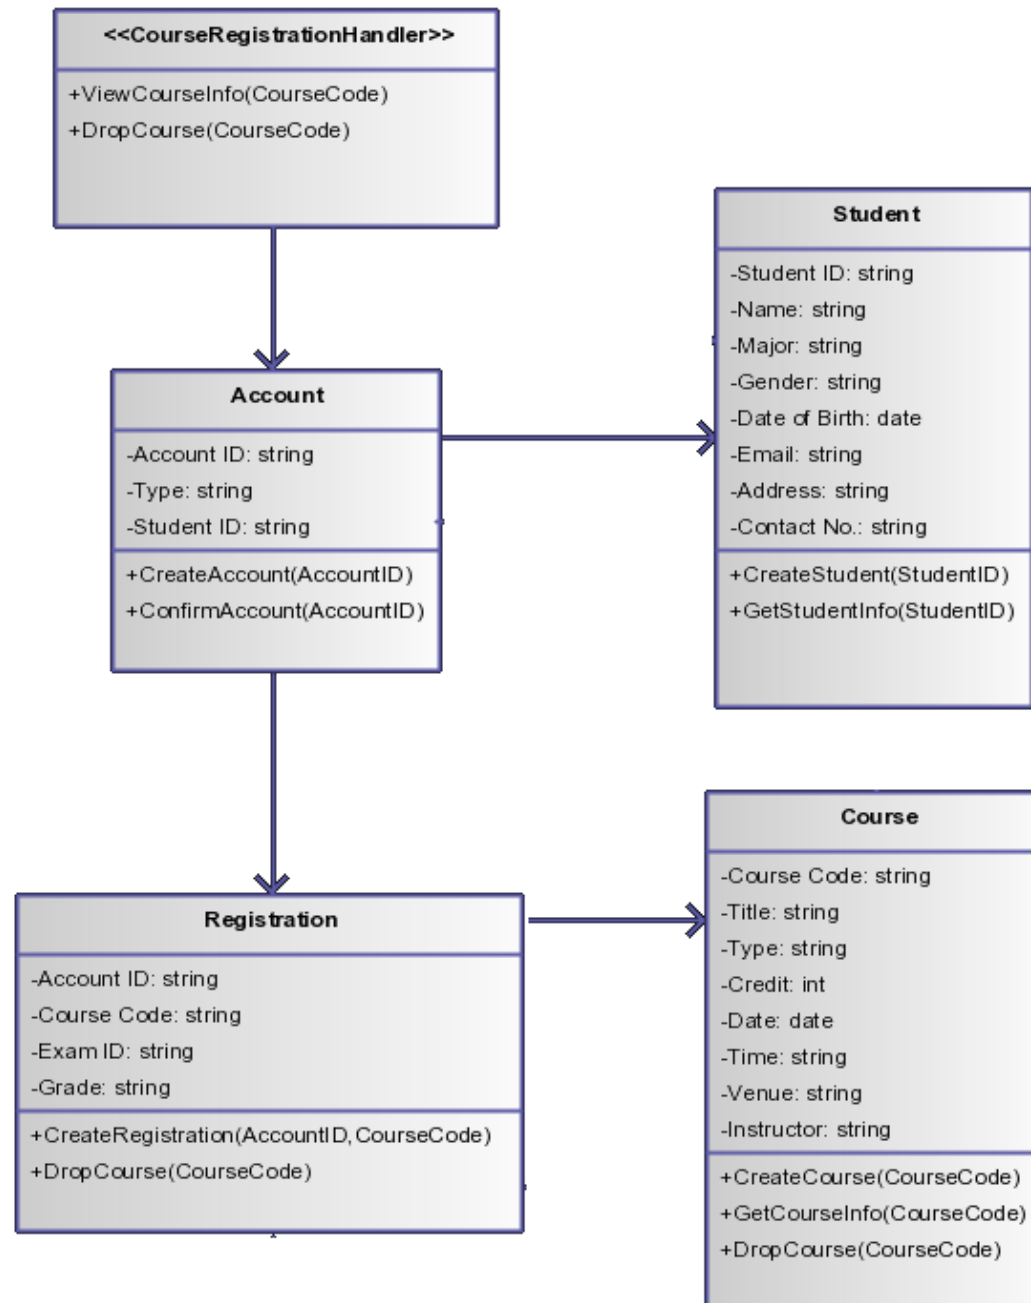 <<CourseRegistrationHandler>>
+ViewCourseInfo(CourseCode)
+DropCourse(CourseCode)
Student
-Student ID: string
-Name: string
-Major: string
-Gender: string
-Date of Birth: date
-Email: string
-Address: string
-Contact No.: string
+CreateStudent(StudentID)
+GetStudentInfo(StudentID)
Account
-Account ID: string
-Type: string
-Student ID: string
+CreateAccount(AccountID)
+ConfirmAccount(AccountID)
Registration
-Account ID: string
-Course Code: string
-Exam ID: string
-Grade: string
+CreateRegistration(AccountID,CourseCode)
+DropCourse(CourseCode)
Course
-Course Code: string
-Title: string
-Type: string
-Credit: int
-Date: date
-Time: string
-Venue: string
-Instructor: string
+CreateCourse(CourseCode)
+GetCourseInfo(CourseCode)
+DropCourse(CourseCode)